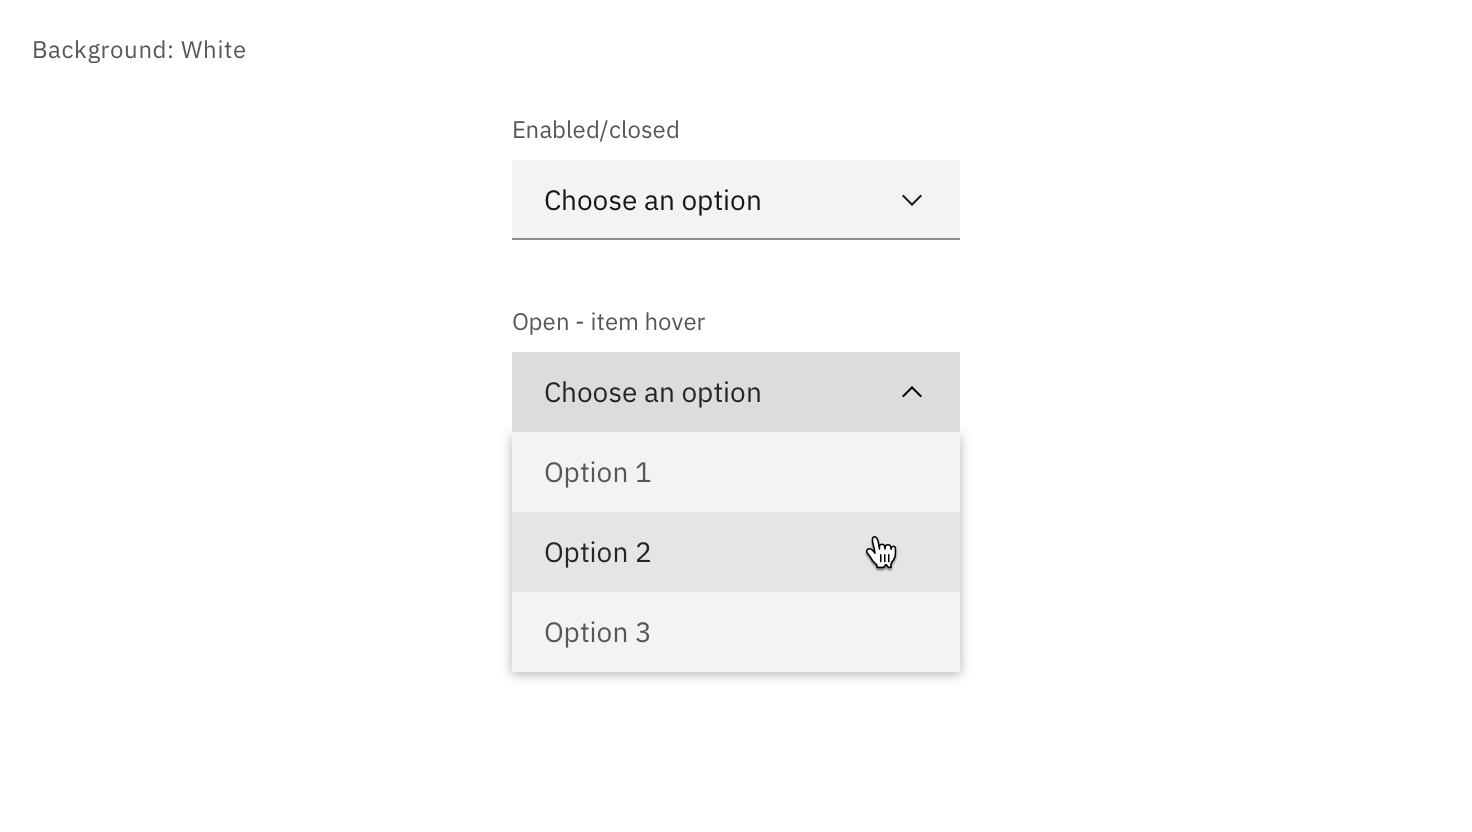 Background: White
Enabled/closed
Choose an option
Open - item hover
Choose an option
Option 1
Option 2
Option 3